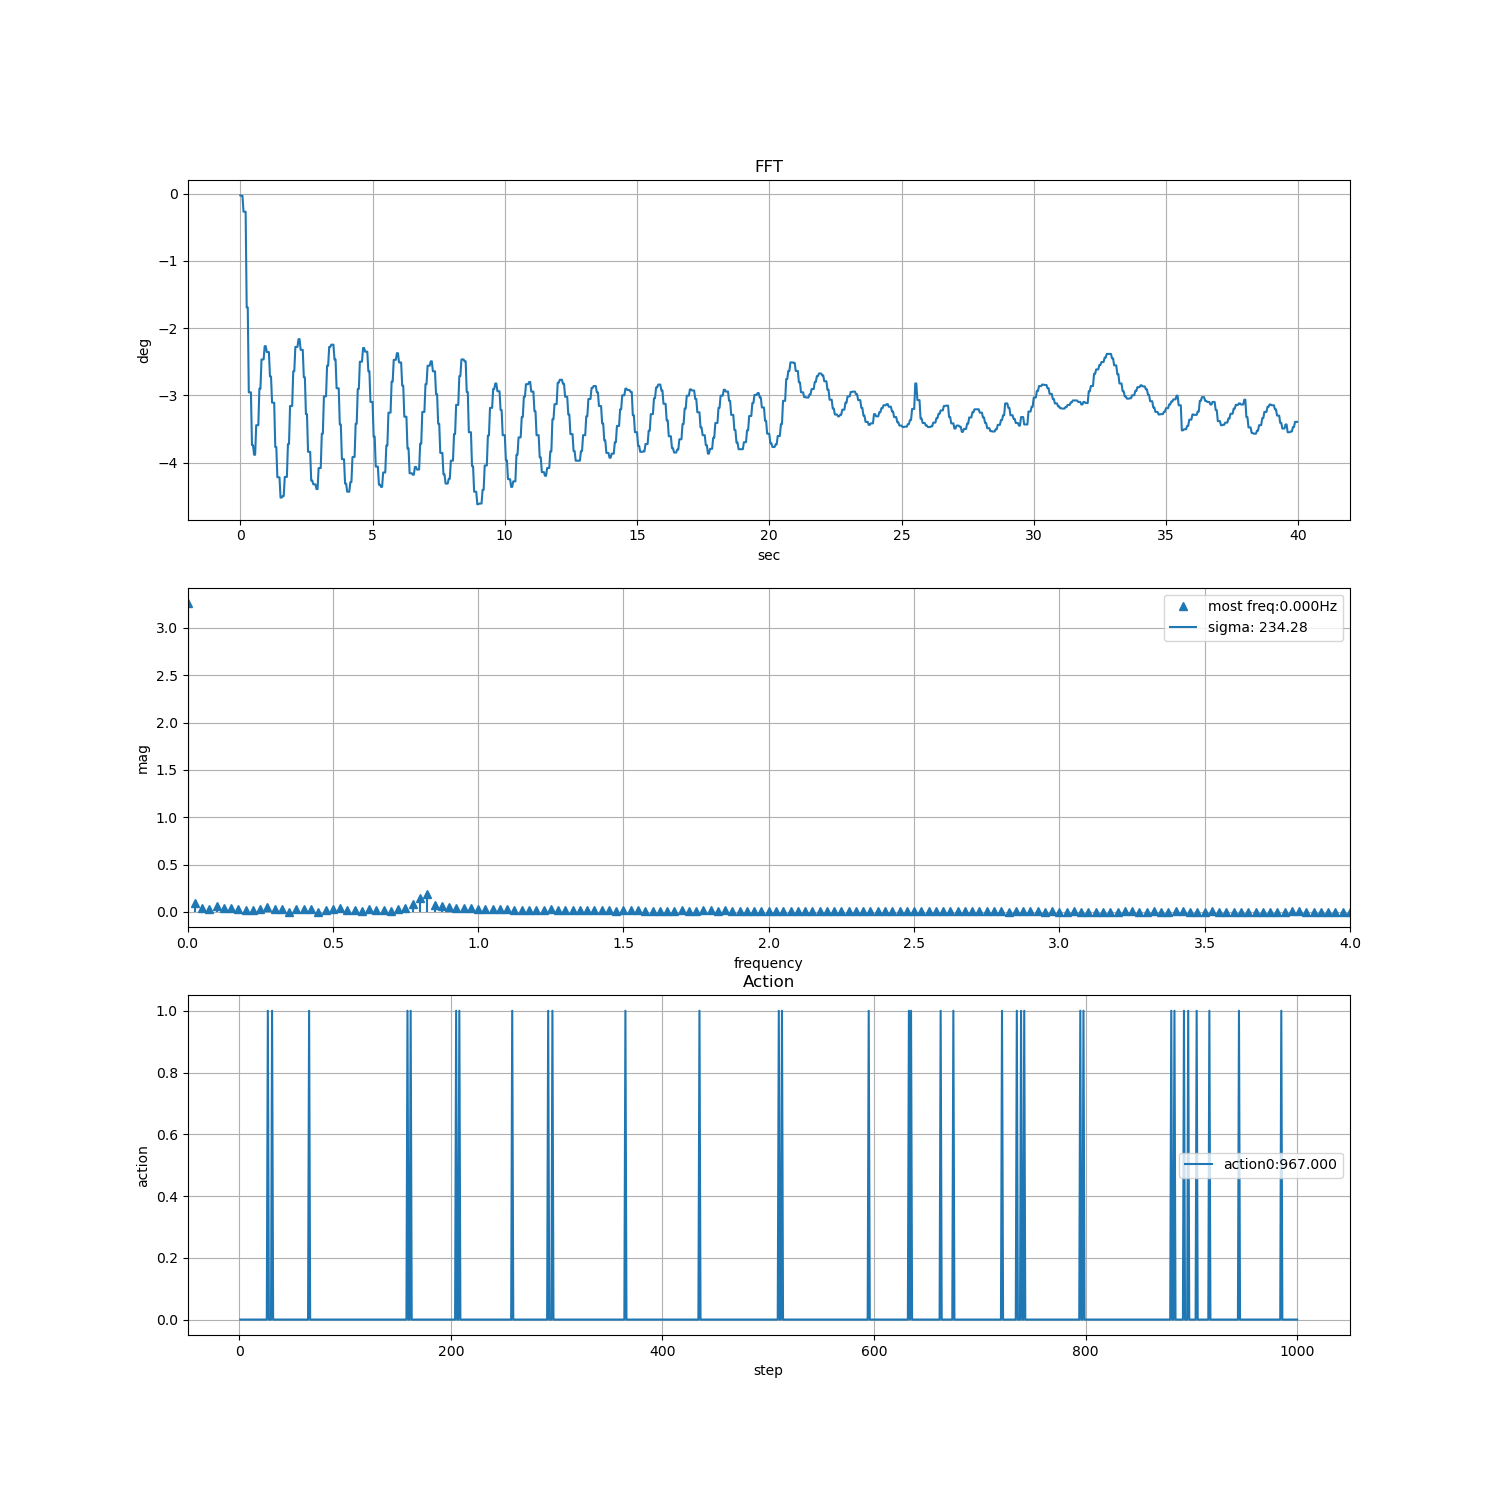 FFT
0
−1
−2
−3
−4
deg
0 5 10 15 20 25 30 35 40
sec
most freq:0.000Hz
sigma: 234.28
3.0
2.5
2.0
1.5
1.0
0.5
0.0
mag
0.0 0.5 1.0 1.5 2.0 2.5 3.0 3.5 4.0
frequency
Action
1.0
0.8
0.6
0.4
0.2
0.0
action
action0:967.000
0 200 400 600 800 1000
step